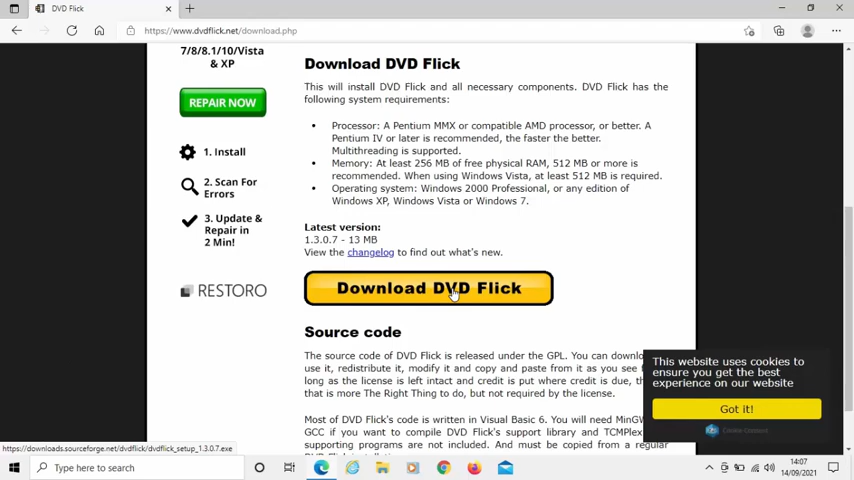 DVD Flick
https://www.dvdflick.net/download.php
7/8/8.1/10/Vista
& XP
REPAIR NOW
1. Install
2. Scan For
Errors
3. Update &
Repair in
2 Min!
RESTORO
Download DVD Flick
This will install DVD Flick and all necessary components. DVD Flick has the
following system requirements:
• Processor: A Pentium MMX or compatible AMD processor, or better. A
Pentium IV or later is recommended, the faster the better.
Multithreading is supported.
• Memory: At least 256 MB of free physical RAM, 512 MB or more is
recommended. When using Windows Vista, at least 512 MB is required.
• Operating system: Windows 2000 Professional, or any edition of
Windows XP, Windows Vista or Windows 7.
Latest version:
1.3.0.7 - 13 MB
View the changelog to find out what's new.
Download DVD Flick
Source code
The source code of DVD Flick is released under the GPL. You can
use it, redistribute it, modify it and copy and paste from it as you see
long as the license is left intact and credit is put where credit is due,
that is more The Right Thing to do, but not required by the license.
Most of DVD Flick's code is written in Visual Basic 6. You will need
GCC if you want to compile DVD Flick's support library and
supporting programs are not included. And must be copied from a regular
This website uses cookies to
ensure you get the best
experience on our website
Got it!
https://downloads.sourceforge.net/dvdflick/dvdflick_setup_1.3.0.7.exe
Type here to search
14:07
14/09/2021